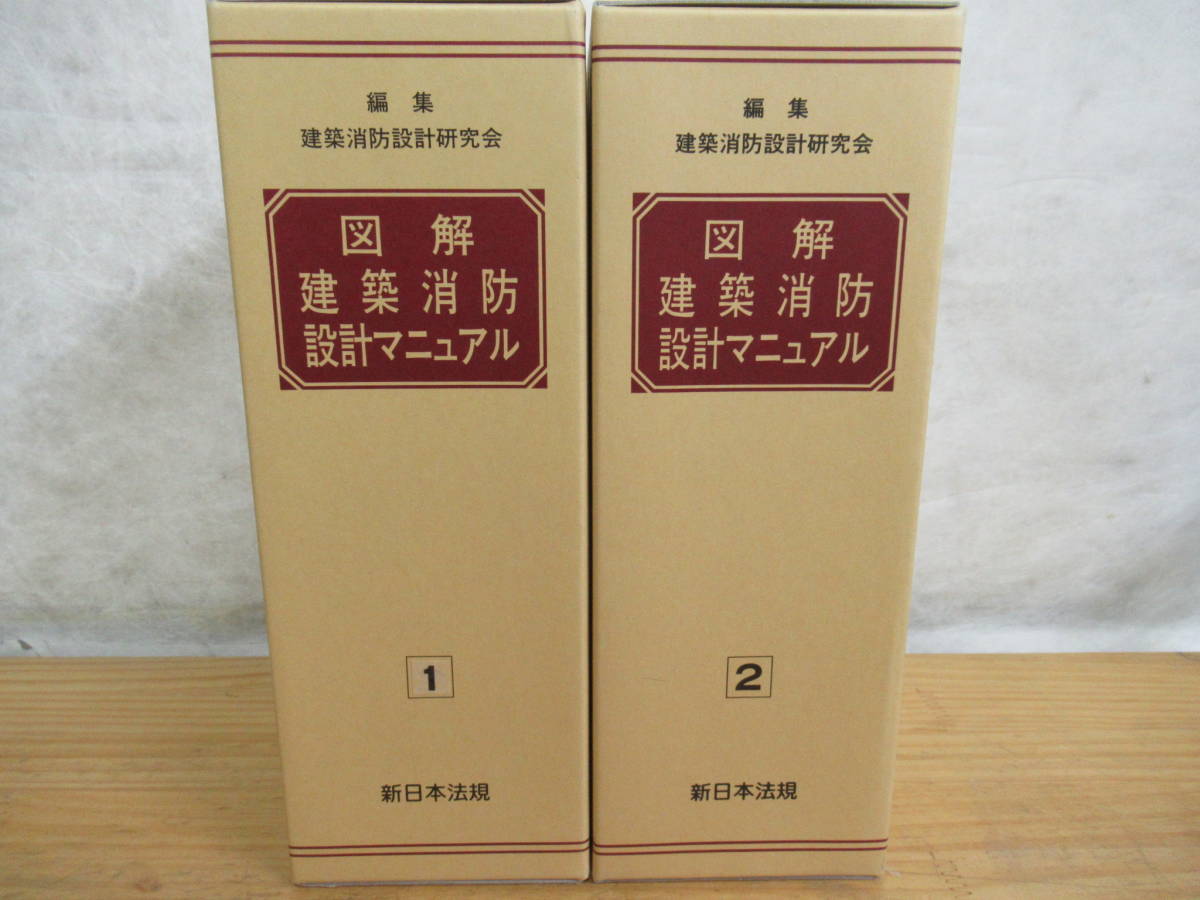 編集
建築消防設計研究会
図解
建築消防
設計マニュアル
1
新日本法規
編集
建築消防設計研究会
図解
建築消防
設計マニュアル
2
新日本法規